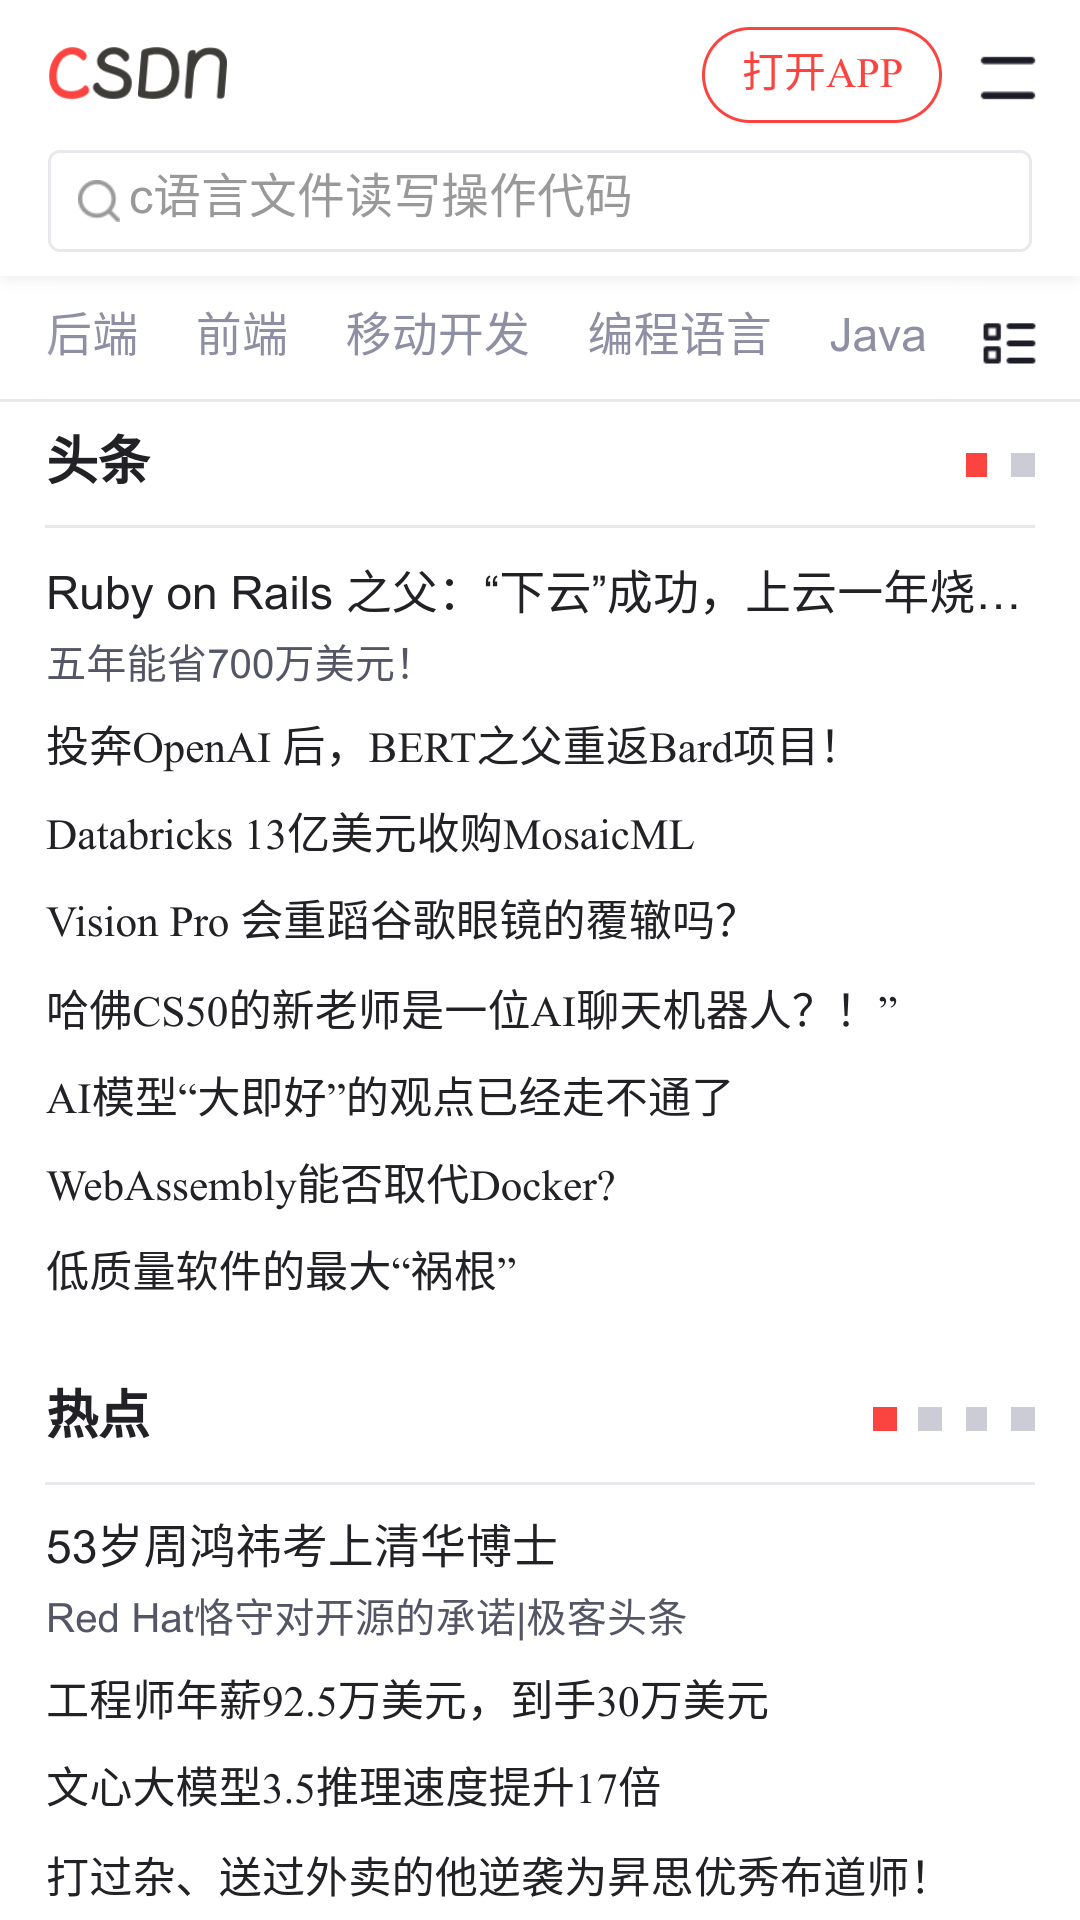 CSDN
打开APP
c语言文件读写操作代码
后端 前端 移动开发 编程语言 Java
头条
Ruby on Rails 之父：“下云”成功，上云一年烧…
五年能省700万美元！
投奔OpenAI 后，BERT之父重返Bard项目！
Databricks 13亿美元收购MosaicML
Vision Pro 会重蹈谷歌眼镜的覆辙吗？
哈佛CS50的新老师是一位AI聊天机器人？！”
AI模型“大即好”的观点已经走不通了
WebAssembly能否取代Docker?
低质量软件的最大“祸根”
热点
53岁周鸿祎考上清华博士
Red Hat恪守对开源的承诺|极客头条
工程师年薪92.5万美元，到手30万美元
文心大模型3.5推理速度提升17倍
打过杂、送过外卖的他逆袭为昇思优秀布道师！